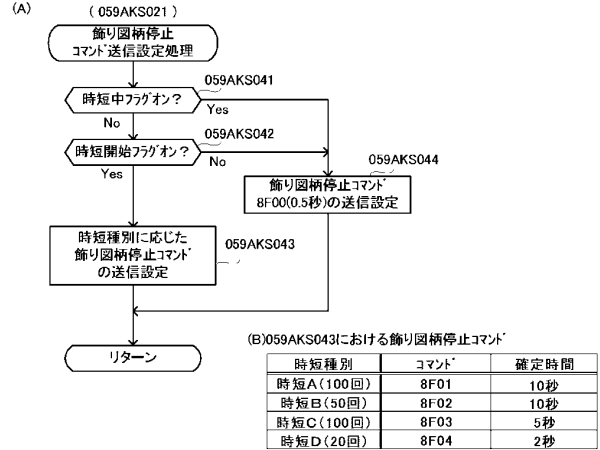 (A)
(059AKS021)
飾り図柄停止
コマンド送信設定処理
059AKS041
時短中フラグオン？
Yes
No
059AKS042
時短開始フラグオン？
No
Yes
059AKS044
飾り図柄停止コマンド
8F00(0.5秒)の送信設定
時短種別に応じた
飾り図柄停止コマンド
の送信設定
059AKS043
リターン
(B)059AKS043における飾り図柄停止コマンド
時短種別 コマンド 確定時間
時短A(100回) 8F01 10秒
時短B(50回) 8F02 10秒
時短C(100回) 8F03 5秒
時短D(20回) 8F04 2秒